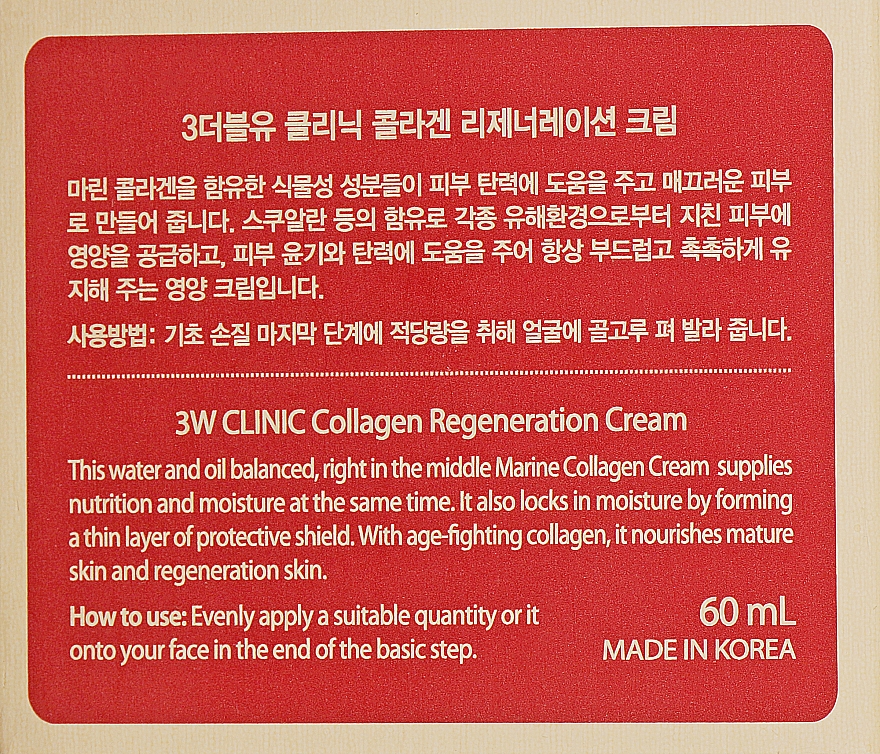 3더블유 클리닉 콜라겐 리제너레이션 크림
마린 콜라겐을 함유한 식물성 성분들이 피부 탄력에 도움을 주고 매끄러운 피부
로 만들어 줍니다. 스쿠알란 등의 함유로 각종 유해환경으로부터 지친 피부에
영양을 공급하고, 피부 윤기와 탄력에 도움을 주어 항상 부드럽고 촉촉하게 유
지해 주는 영양 크림입니다.
사용방법: 기초 손질 마지막 단계에 적당량을 취해 얼굴에 골고루 펴 발라 줍니다.
3W CLINIC Collagen Regeneration Cream
This water and oil balanced, right in the middle Marine Collagen Cream supplies
nutrition and moisture at the same time. It also locks in moisture by forming
a thin layer of protective shield. With age-fighting collagen, it nourishes mature
skin and regeneration skin.
How to use: Evenly apply a suitable quantity or it
onto your face in the end of the basic step.
60 mL
MADE IN KOREA